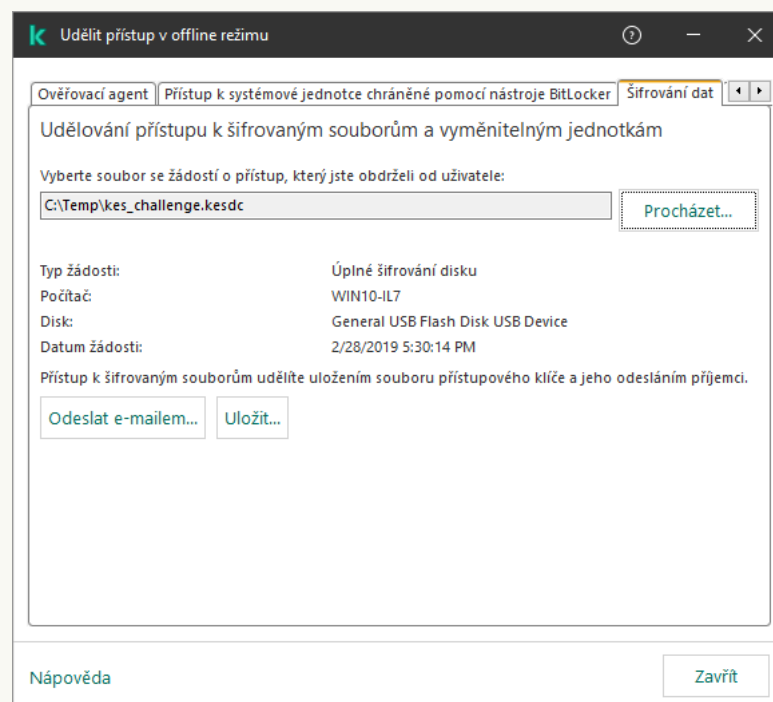 Udělit přístup v offline režimu
Ověřovací agent
Přístup k systémové jednotce chráněné pomocí nástroje BitLocker
Šifrování dat
Udělování přístupu k šifrovaným souborům a vyměnitelným jednotkám
Vyberte soubor se žádostí o přístup, který jste obdrželi od uživatele:
C:\Temp\kes_challenge.kesdc
Procházet...
Typ žádosti: Úplné šifrování disku
Počítač: WIN10-IL7
Disk: General USB Flash Disk USB Device
Datum žádosti: 2/28/2019 5:30:14 PM
Přístup k šifrovaným souborům udělíte uložením souboru přístupového klíče a jeho odesláním příjemci.
Odeslat e-mailem... Uložit...
Nápověda Zavřít